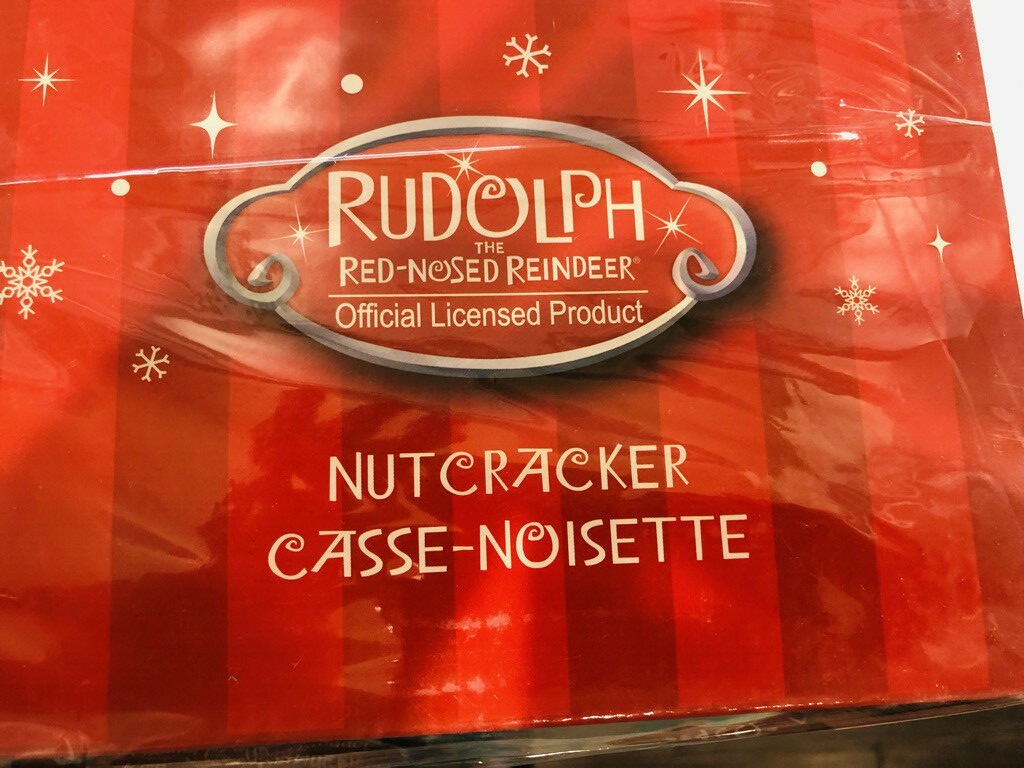 RUDOLPH
THE
RED-NOSED REINDEER®
Official Licensed Product
NUTCRACKER
CASSE-NOISETTE